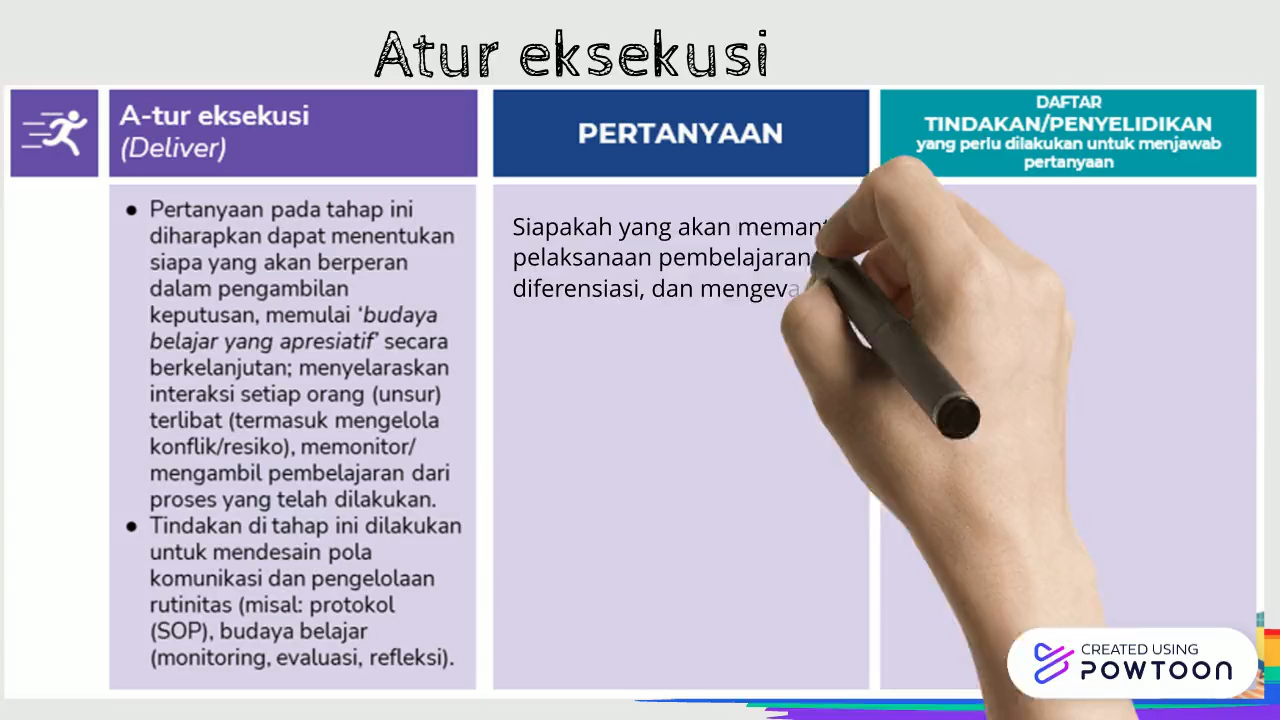 Atur eksekusi
A-tur eksekusi
(Deliver)
PERTANYAAN
DAFTAR
TINDAKAN/PENYELIDIKAN
yang perlu dilakukan untuk menjawab
pertanyaan
● Pertanyaan pada tahap ini
diharapkan dapat menentukan
siapa yang akan berperan
dalam pengambilan
keputusan, memulai ‘budaya
belajar yang apresiatif’ secara
berkelanjutan; menyelaraskan
interaksi setiap orang (unsur)
terlibat (termasuk mengelola
konflik/resiko), memonitor/
mengambil pembelajaran dari
proses yang telah dilakukan.
● Tindakan di tahap ini dilakukan
untuk mendesain pola
komunikasi dan pengelolaan
rutinitas (misal: protokol
(SOP), budaya belajar
(monitoring, evaluasi, refleksi).
Siapakah yang akan
pelaksanaan pembelajaran
diferensiasi, dan
CREATED USING
POWTOON